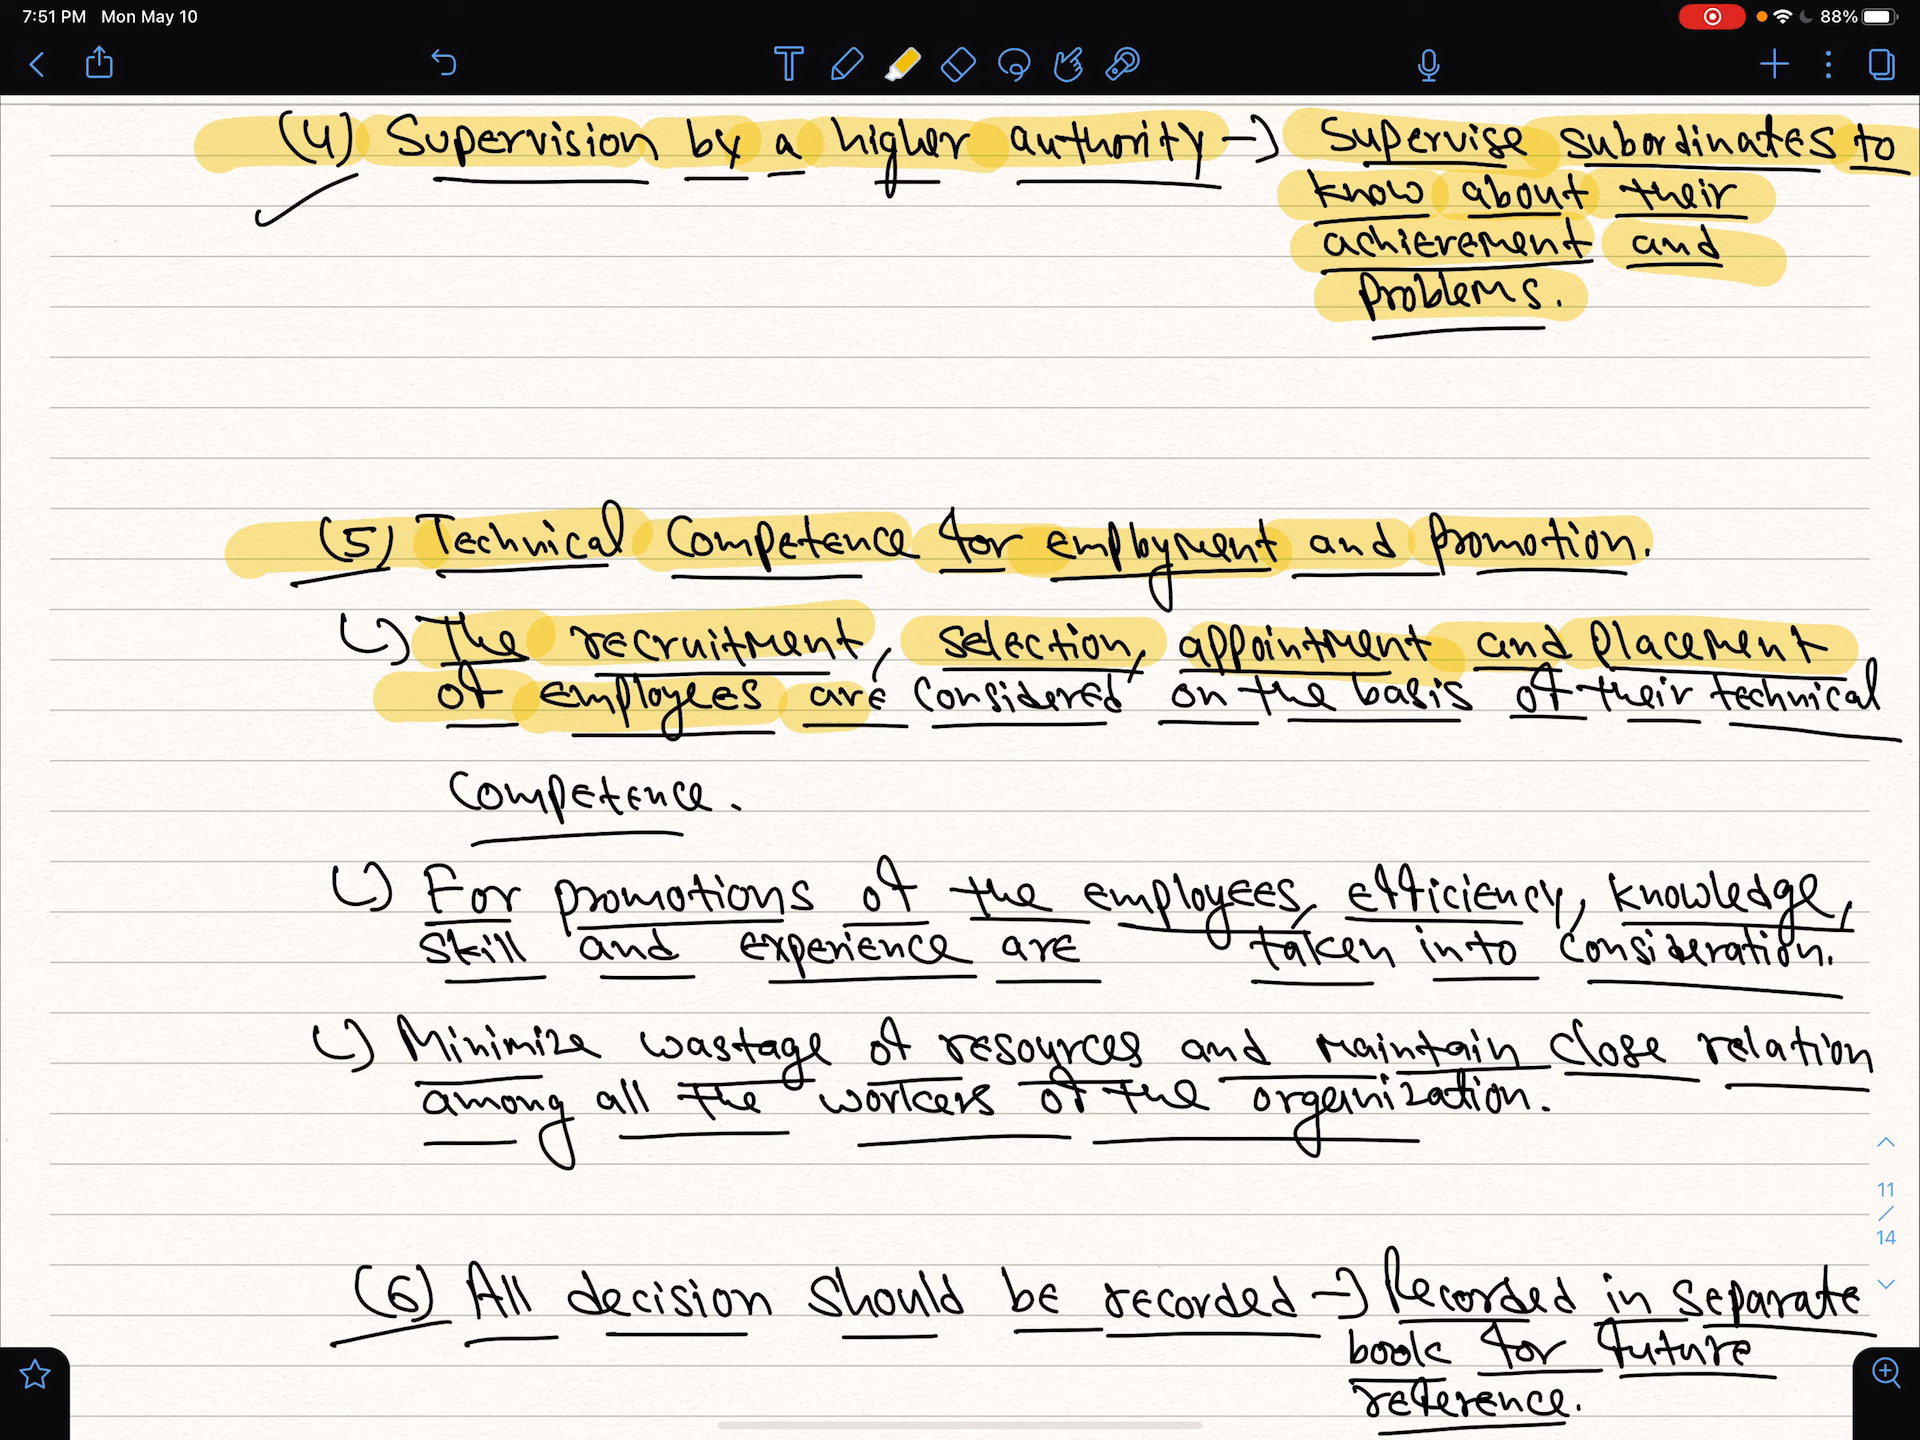 7:51 PM Mon May 10
88%
(4) Supervision by a higher authority → Supervise subordinates to
know about their
achievement and
problems.
(5) Technical Competence for employment and promotion.
↳ The recruitment, selection, appointment and placement
of employees are considered on the basis of their technical
competence.
↳ For promotions of the employees, efficiency, knowledge,
skill and experience are taken into consideration.
↳ Minimize wastage of resources and maintain close relation
among all the workers of the organization.
11
/
14
(6) All decision should be recorded → Recorded in separate
book for future
reference.